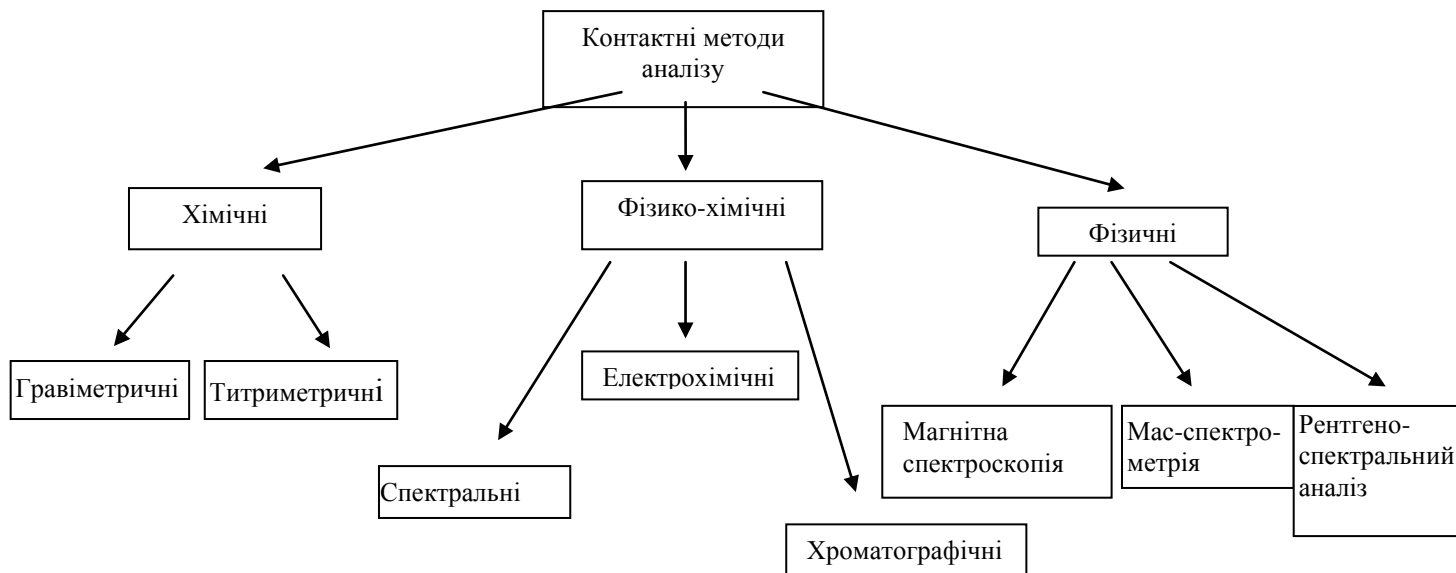 Контактні методи
аналізу
Хімічні
Фізико-хімічні
Фізичні
Гравіметричні
Титриметричні
Електрохімічні
Спектральні
Хроматографічні
Магнітна
спектроскопія
Мас-спектро-
метрія
Рентгено-
спектральний
аналіз